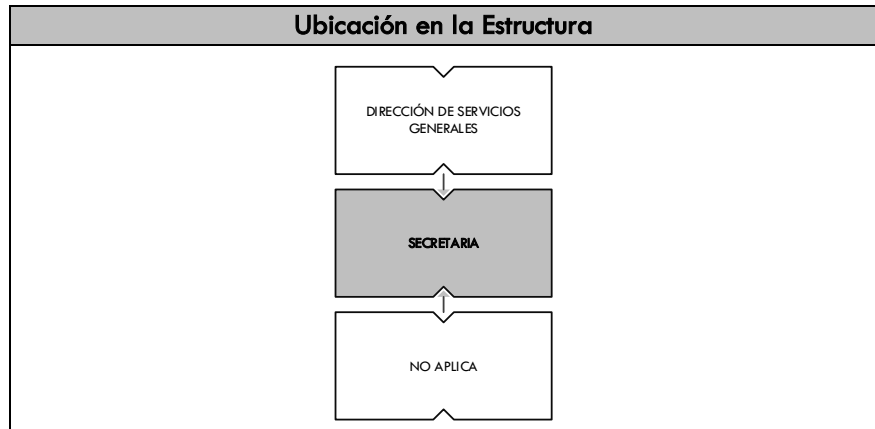 Ubicación en la Estructura
DIRECCIÓN DE SERVICIOS
GENERALES
SECRETARIA
NO APLICA